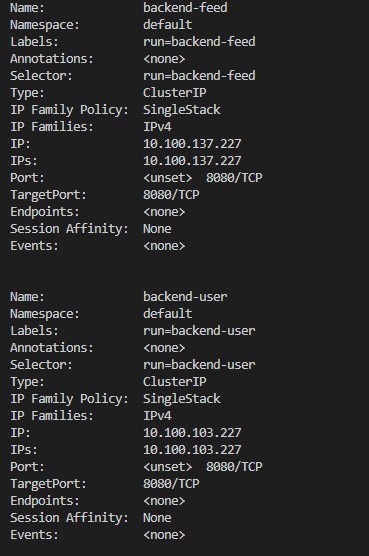 Name:              backend-feed
Namespace:         default
Labels:            run=backend-feed
Annotations:       <none>
Selector:          run=backend-feed
Type:              ClusterIP
IP Family Policy:  SingleStack
IP Families:       IPv4
IP:                10.100.137.227
IPs:               10.100.137.227
Port:              <unset>  8080/TCP
TargetPort:        8080/TCP
Endpoints:         <none>
Session Affinity:  None
Events:            <none>

Name:              backend-user
Namespace:         default
Labels:            run=backend-user
Annotations:       <none>
Selector:          run=backend-user
Type:              ClusterIP
IP Family Policy:  SingleStack
IP Families:       IPv4
IP:                10.100.103.227
IPs:               10.100.103.227
Port:              <unset>  8080/TCP
TargetPort:        8080/TCP
Endpoints:         <none>
Session Affinity:  None
Events:            <none>